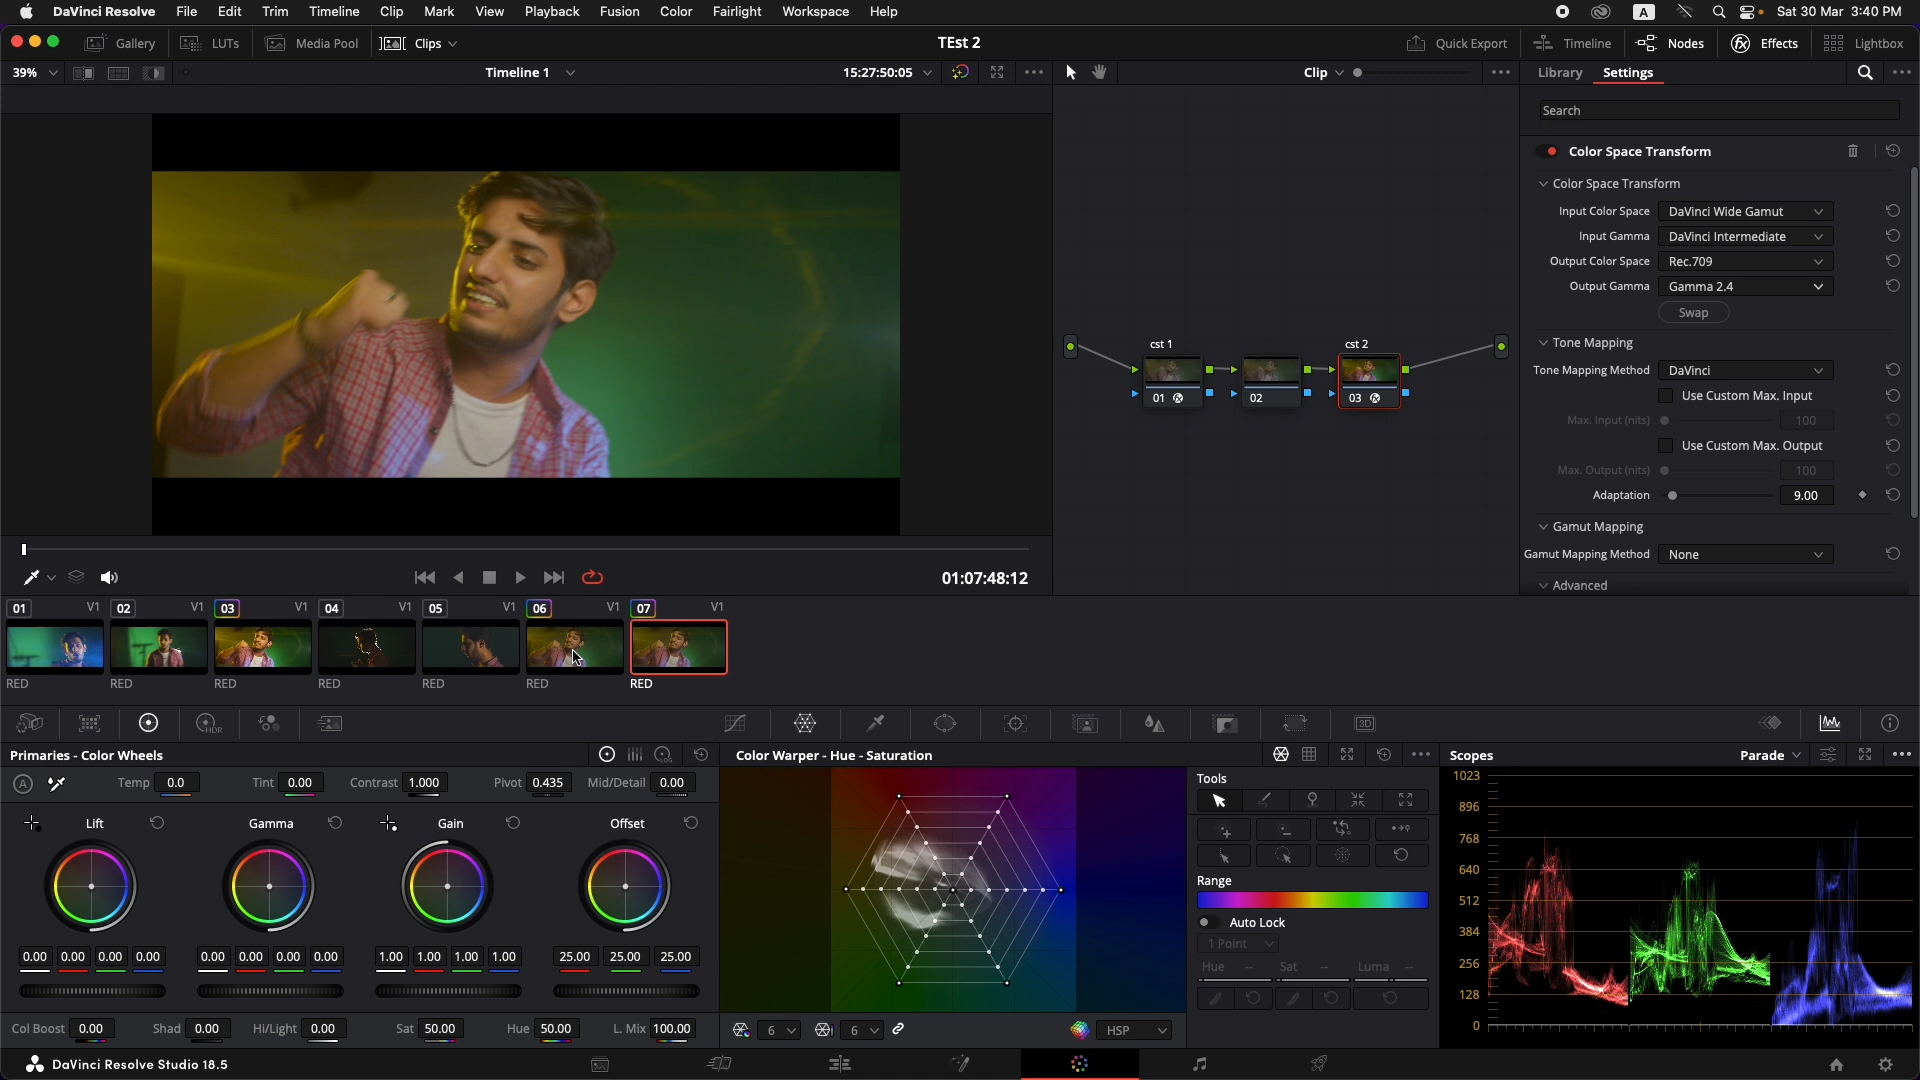 DaVinci Resolve File Edit Trim Timeline Clip Mark View Playback Fusion Color Fairlight Workspace Help A Sat 30 Mar 3:40 PM
Gallery LUTs Media Pool Clips TEst 2 Quick Export Timeline Nodes Effects Lightbox
39% Timeline 1 15:27:50:05 Clip Library Settings
Search
Color Space Transform
Color Space Transform
Input Color Space DaVinci Wide Gamut
Input Gamma DaVinci Intermediate
Output Color Space Rec.709
Output Gamma Gamma 2.4
Swap
cst 1 cst 2
01 02 03
Tone Mapping
Tone Mapping Method DaVinci
Use Custom Max. Input
Max. Input (nits) 100
Use Custom Max. Output
Max. Output (nits) 100
Adaptation 9.00
Gamut Mapping
Gamut Mapping Method None
Advanced
01:07:48:12
01 V1 02 V1 03 V1 04 V1 05 V1 06 V1 07 V1
RED RED RED RED RED RED RED
HDR 3D
Primaries - Color Wheels LOG
Color Warper - Hue - Saturation
Scopes Parade
A Temp 0.0 Tint 0.00 Contrast 1.000 Pivot 0.435 Mid/Detail 0.00
Lift Gamma Gain Offset
0.00 0.00 0.00 0.00 0.00 0.00 0.00 0.00 1.00 1.00 1.00 1.00 25.00 25.00 25.00
Col Boost 0.00 Shad 0.00 Hi/Light 0.00 Sat 50.00 Hue 50.00 L. Mix 100.00
Tools
Range
Auto Lock
1 Point
Hue -- Sat -- Luma --
6 6 HSP
1023
896
768
640
512
384
256
128
0
DaVinci Resolve Studio 18.5